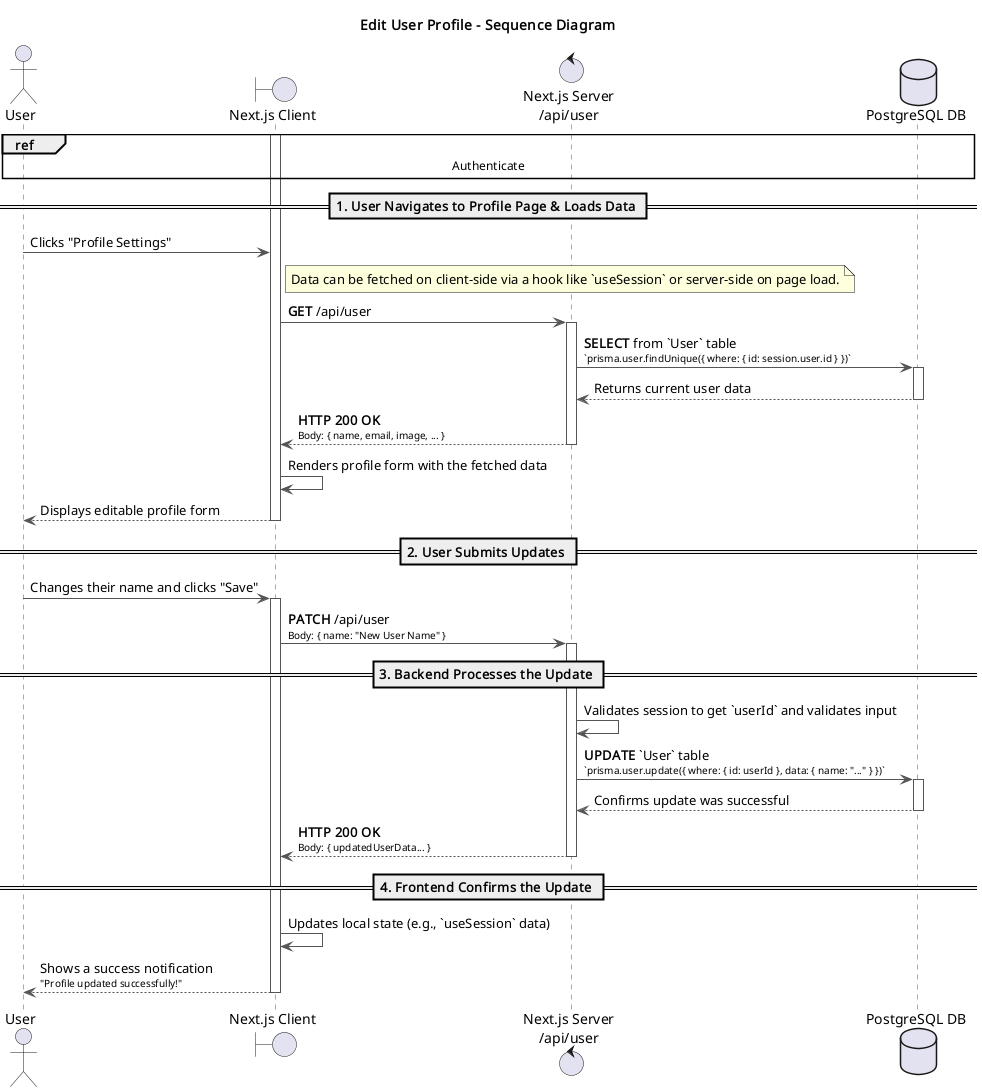 Edit User Profile - Sequence Diagram
User
Next.js Client
Next.js Server
/api/user
PostgreSQL DB
ref
Authenticate
1. User Navigates to Profile Page & Loads Data
Clicks "Profile Settings"
Data can be fetched on client-side via a hook like `useSession` or server-side on page load.
GET /api/user
SELECT from `User` table
`prisma.user.findUnique({ where: { id: session.user.id } })`
Returns current user data
HTTP 200 OK
Body: { name, email, image, ... }
Renders profile form with the fetched data
Displays editable profile form
2. User Submits Updates
Changes their name and clicks "Save"
PATCH /api/user
Body: { name: "New User Name" }
3. Backend Processes the Update
Validates session to get `userId` and validates input
UPDATE `User` table
`prisma.user.update({ where: { id: userId }, data: { name: "..." } })`
Confirms update was successful
HTTP 200 OK
Body: { updatedUserData... }
4. Frontend Confirms the Update
Updates local state (e.g., `useSession` data)
Shows a success notification
"Profile updated successfully!"
User
Next.js Client
Next.js Server
/api/user
PostgreSQL DB